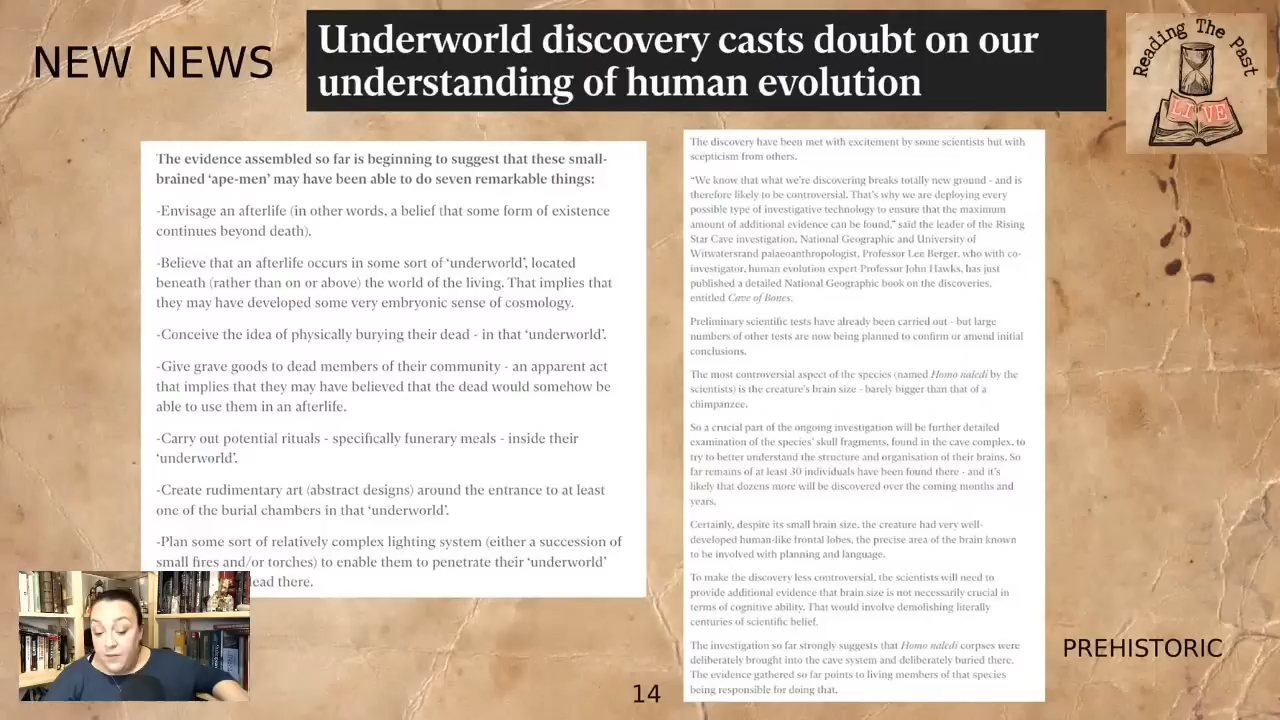 NEW NEWS
Underworld discovery casts doubt on our
understanding of human evolution
Reading The Past
LIVE
The evidence assembled so far is beginning to suggest that these small-
brained ‘ape-men’ may have been able to do seven remarkable things:
-Envisage an afterlife (in other words, a belief that some form of existence
continues beyond death).
-Believe that an afterlife occurs in some sort of ‘underworld’, located
beneath (rather than on or above) the world of the living. That implies that
they may have developed some very embryonic sense of cosmology.
-Conceive the idea of physically burying their dead - in that ‘underworld’.
-Give grave goods to dead members of their community - an apparent act
that implies that they may have believed that the dead would somehow be
able to use them in an afterlife.
-Carry out potential rituals - specifically funerary meals - inside their
‘underworld’.
-Create rudimentary art (abstract designs) around the entrance to at least
one of the burial chambers in that ‘underworld’.
-Plan some sort of relatively complex lighting system (either a succession of
small fires and/or torches) to enable them to penetrate their ‘underworld’
dead there.
The discovery have been met with excitement by some scientists but with
scepticism from others.
“We know that what we’re discovering breaks totally new ground - and is
therefore likely to be controversial. That’s why we are deploying every
possible type of investigative technology to ensure that the maximum
amount of additional evidence can be found,” said the leader of the Rising
Star Cave investigation, National Geographic and University of
Witwatersrand palaeoanthropologist, Professor Lee Berger, who with co-
investigator, human evolution expert Professor John Hawks, has just
published a detailed National Geographic book on the discoveries,
entitled Cave of Bones.
Preliminary scientific tests have already been carried out - but large
numbers of other tests are now being planned to confirm or amend initial
conclusions.
The most controversial aspect of the species (named Homo naledi by the
scientists) is the creature’s brain size - barely bigger than that of a
chimpanzee.
So a crucial part of the ongoing investigation will be further detailed
examination of the species’ skull fragments, found in the cave complex, to
try to better understand the structure and organisation of their brains. So
far remains of at least 30 individuals have been found there - and it’s
likely that dozens more will be discovered over the coming months and
years.
Certainly, despite its small brain size, the creature had very well-
developed human-like frontal lobes, the precise area of the brain known
to be involved with planning and language.
To make the discovery less controversial, the scientists will need to
provide additional evidence that brain size is not necessarily crucial in
terms of cognitive ability. That would involve demolishing literally
centuries of scientific belief.
The investigation so far strongly suggests that Homo naledi corpses were
deliberately brought into the cave system and deliberately buried there.
The evidence gathered so far points to living members of that species
being responsible for doing that.
PREHISTORIC
14